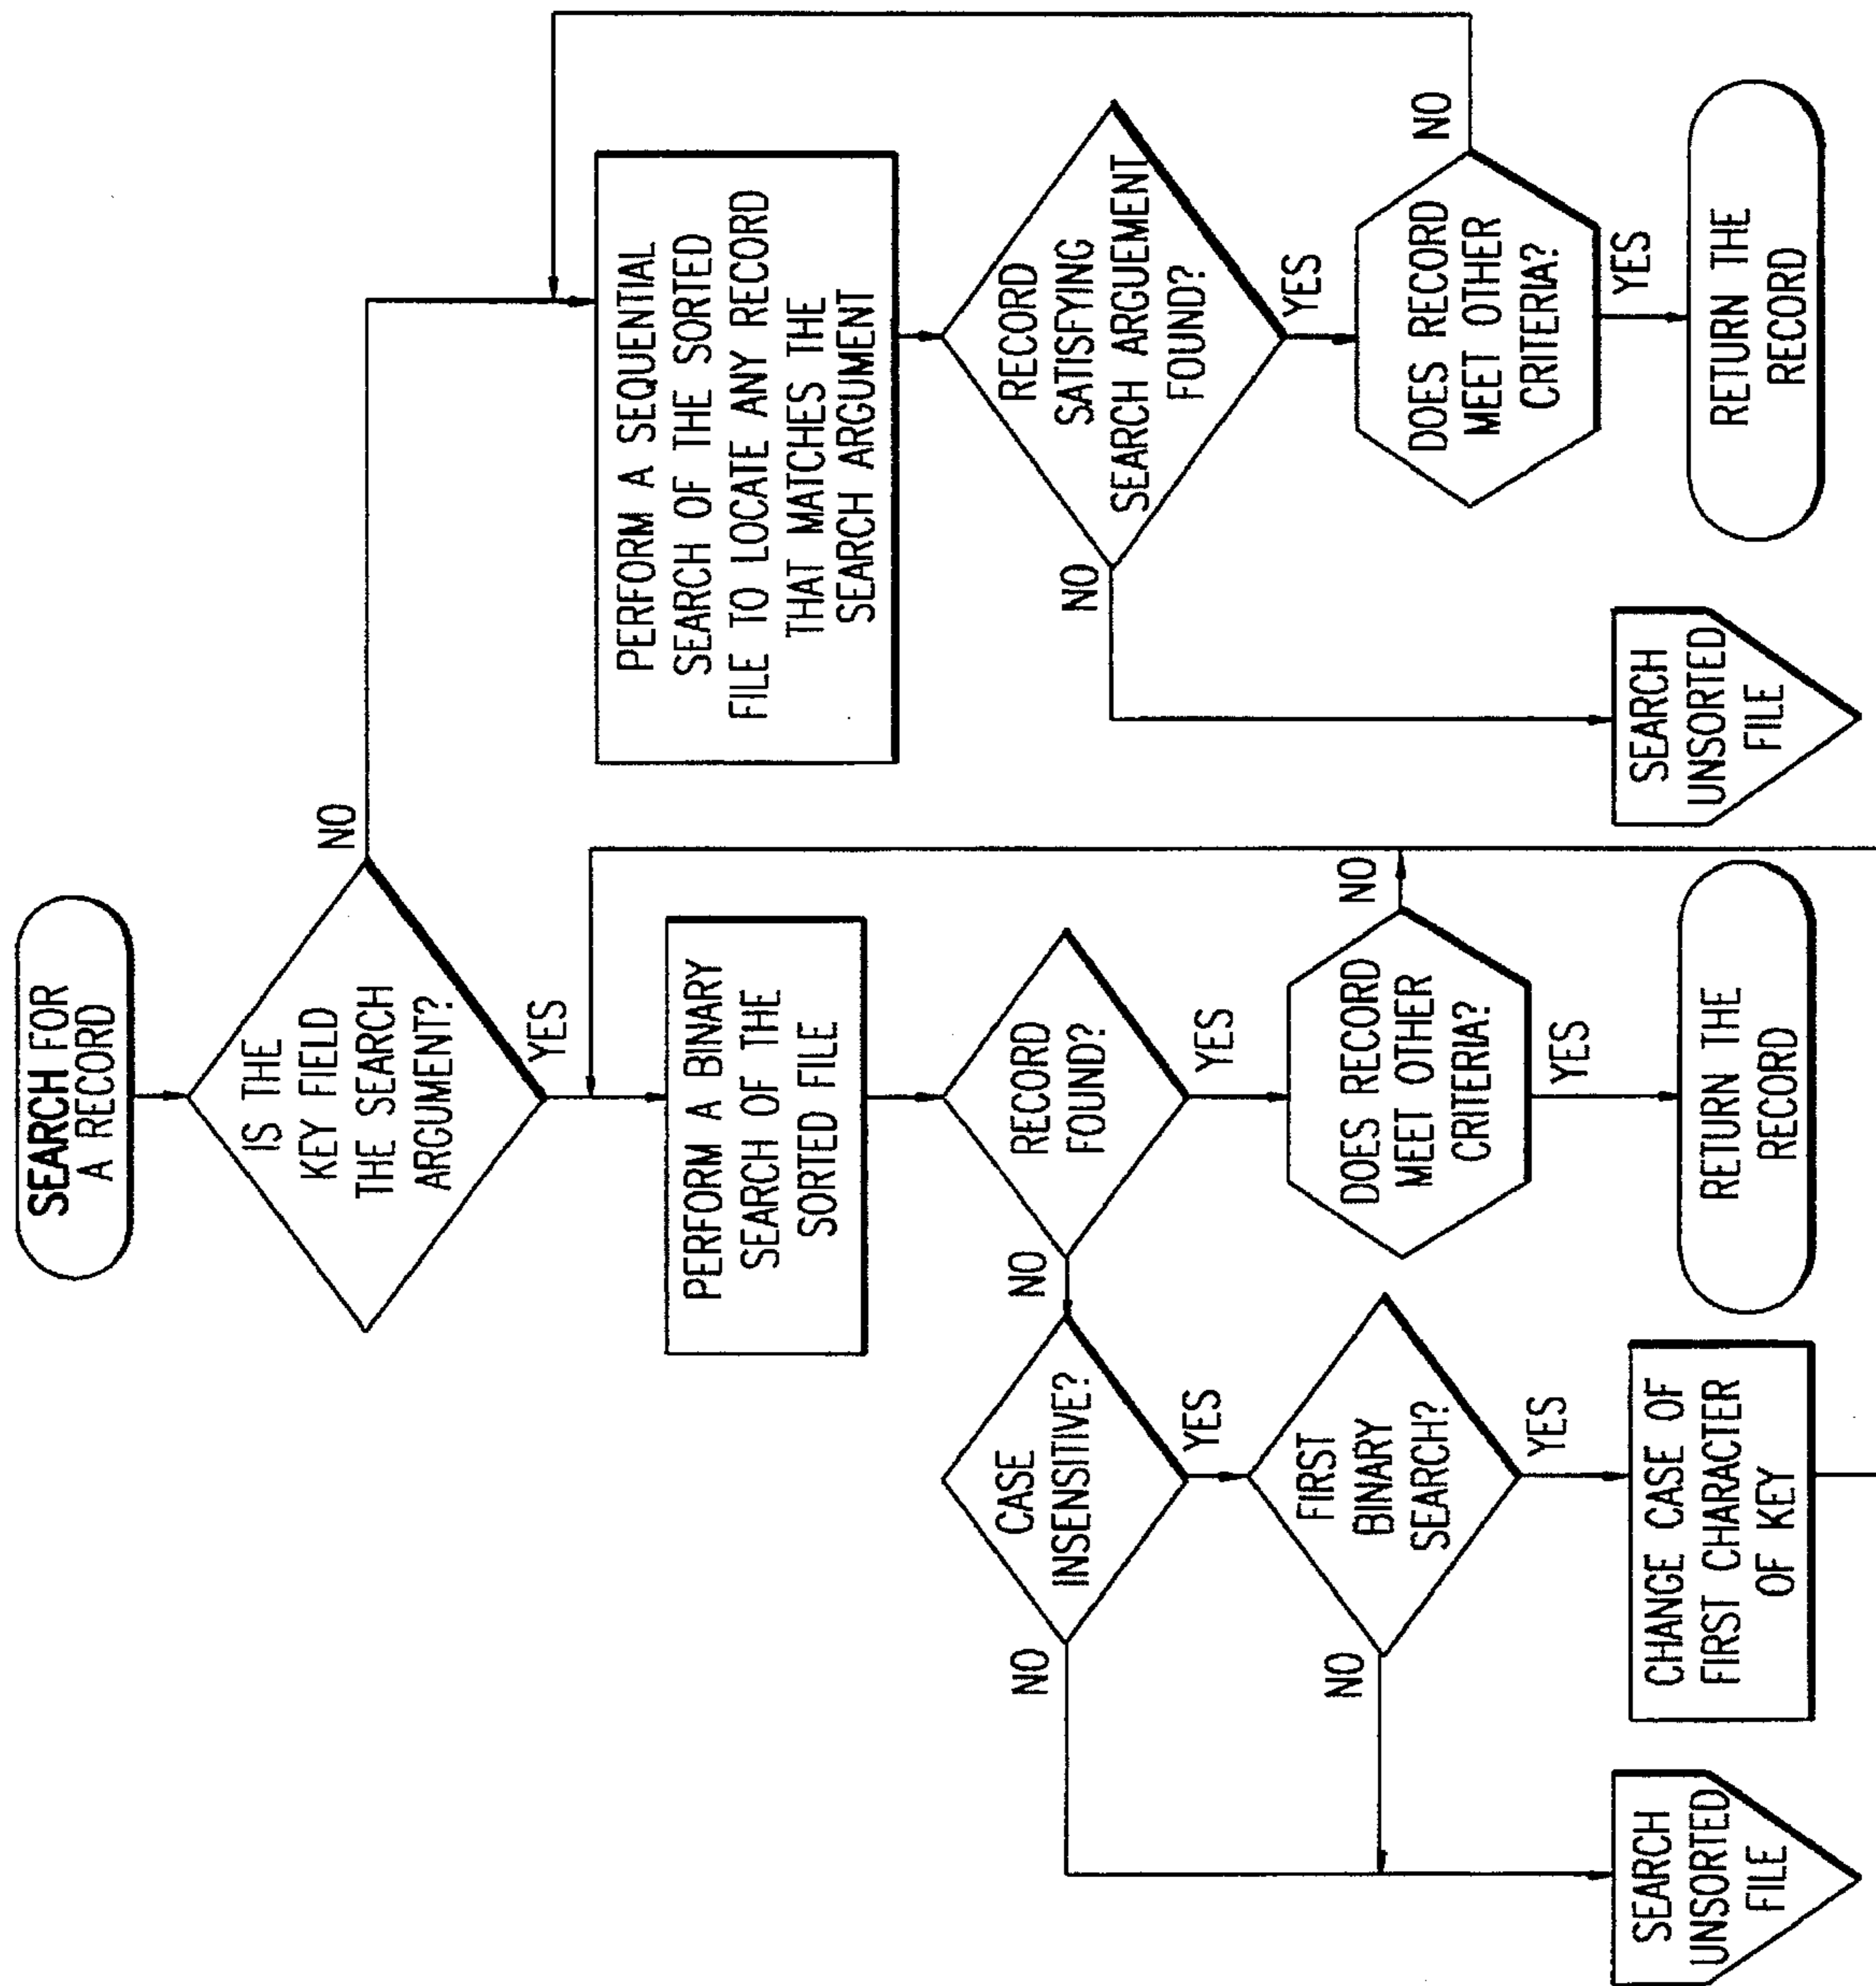 SEARCH FOR
A RECORD
IS THE
KEY FIELD
THE SEARCH
ARGUMENT?
NO
YES
PERFORM A BINARY
SEARCH OF THE
SORTED FILE
RECORD
FOUND?
NO
YES
CASE
INSENSITIVE?
NO
YES
FIRST
BINARY
SEARCH?
NO
YES
CHANGE CASE OF
FIRST CHARACTER
OF KEY
SEARCH
UNSORTED
FILE
DOES RECORD
MEET OTHER
CRITERIA?
NO
YES
RETURN THE
RECORD
PERFORM A SEQUENTIAL
SEARCH OF THE SORTED
FILE TO LOCATE ANY RECORD
THAT MATCHES THE
SEARCH ARGUMENT
RECORD
SATISFYING
SEARCH ARGUEMENT
FOUND?
NO
YES
SEARCH
UNSORTED
FILE
DOES RECORD
MEET OTHER
CRITERIA?
NO
YES
RETURN THE
RECORD